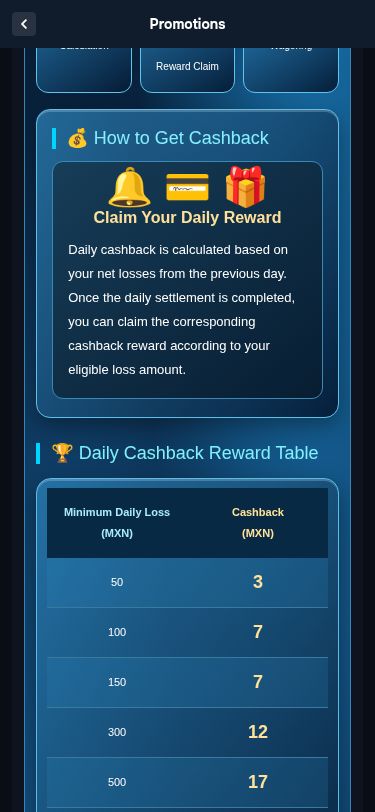 Promotions
Calculation
Wagering
Reward Claim
💰 How to Get Cashback
Claim Your Daily Reward
Daily cashback is calculated based on
your net losses from the previous day.
Once the daily settlement is completed,
you can claim the corresponding
cashback reward according to your
eligible loss amount.
🏆 Daily Cashback Reward Table
Minimum Daily Loss (MXN) Cashback (MXN)
50 3
100 7
150 7
300 12
500 17